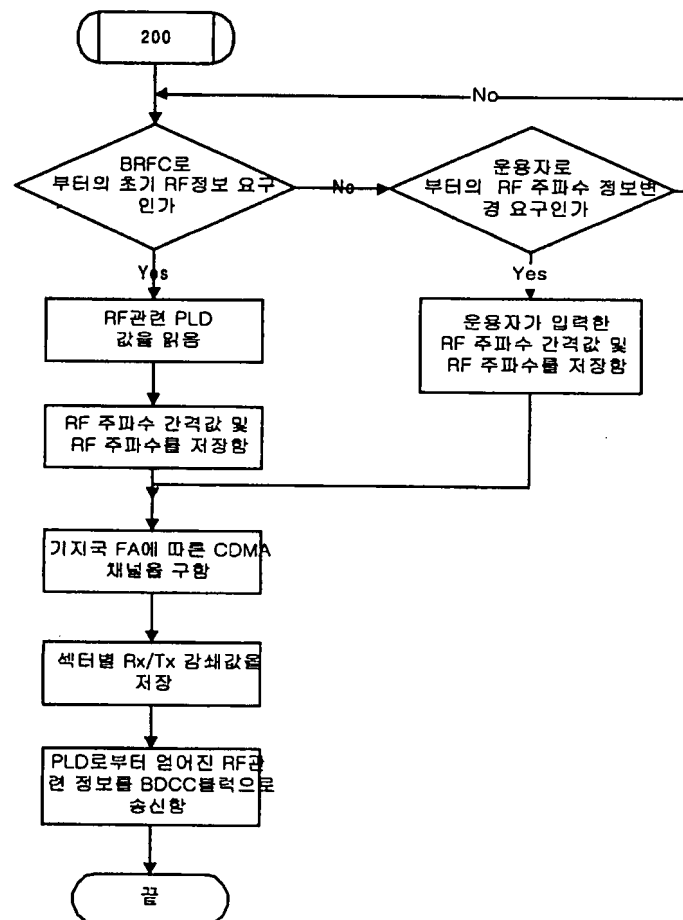 200
No
BRFC로
부터의 초기 RF정보 요구
인가
No
운용자로
부터의 RF 주파수 정보변
경 요구인가
Yes
Yes
RF관련 PLD
값을 읽음
운용자가 입력한
RF 주파수 간격값 및
RF 주파수를 저장함
RF 주파수 간격값 및
RF 주파수를 저장함
기지국 FA에 따른 CDMA
채널을 구함
섹터별 Rx/Tx 감쇄값을
저장
PLD로부터 얻어진 RF관
련 정보를 BDCC블럭으로
송신함
끝